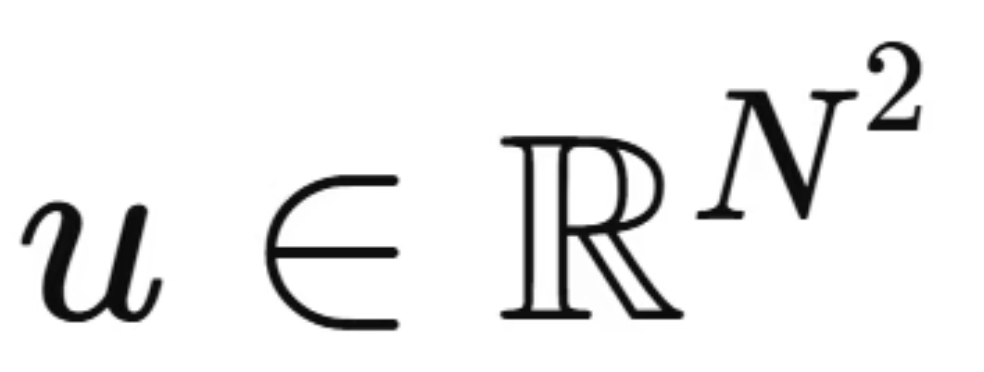 u ∈ ℝ^{N^2}